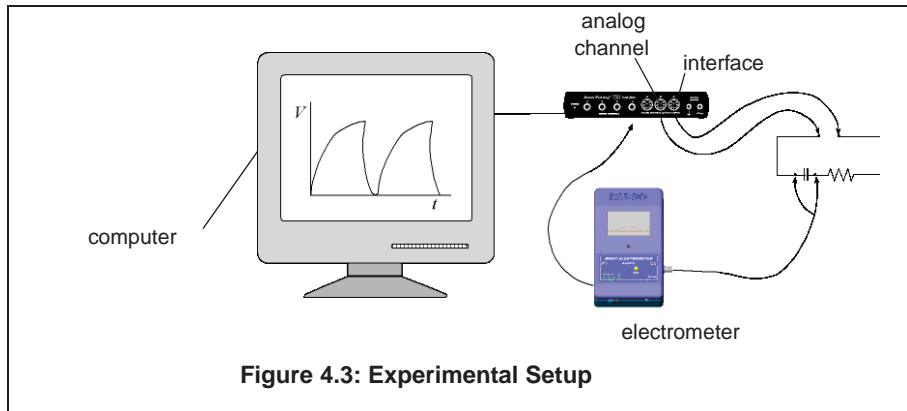 analog
channel
interface
V
t
computer
electrometer
Figure 4.3: Experimental Setup